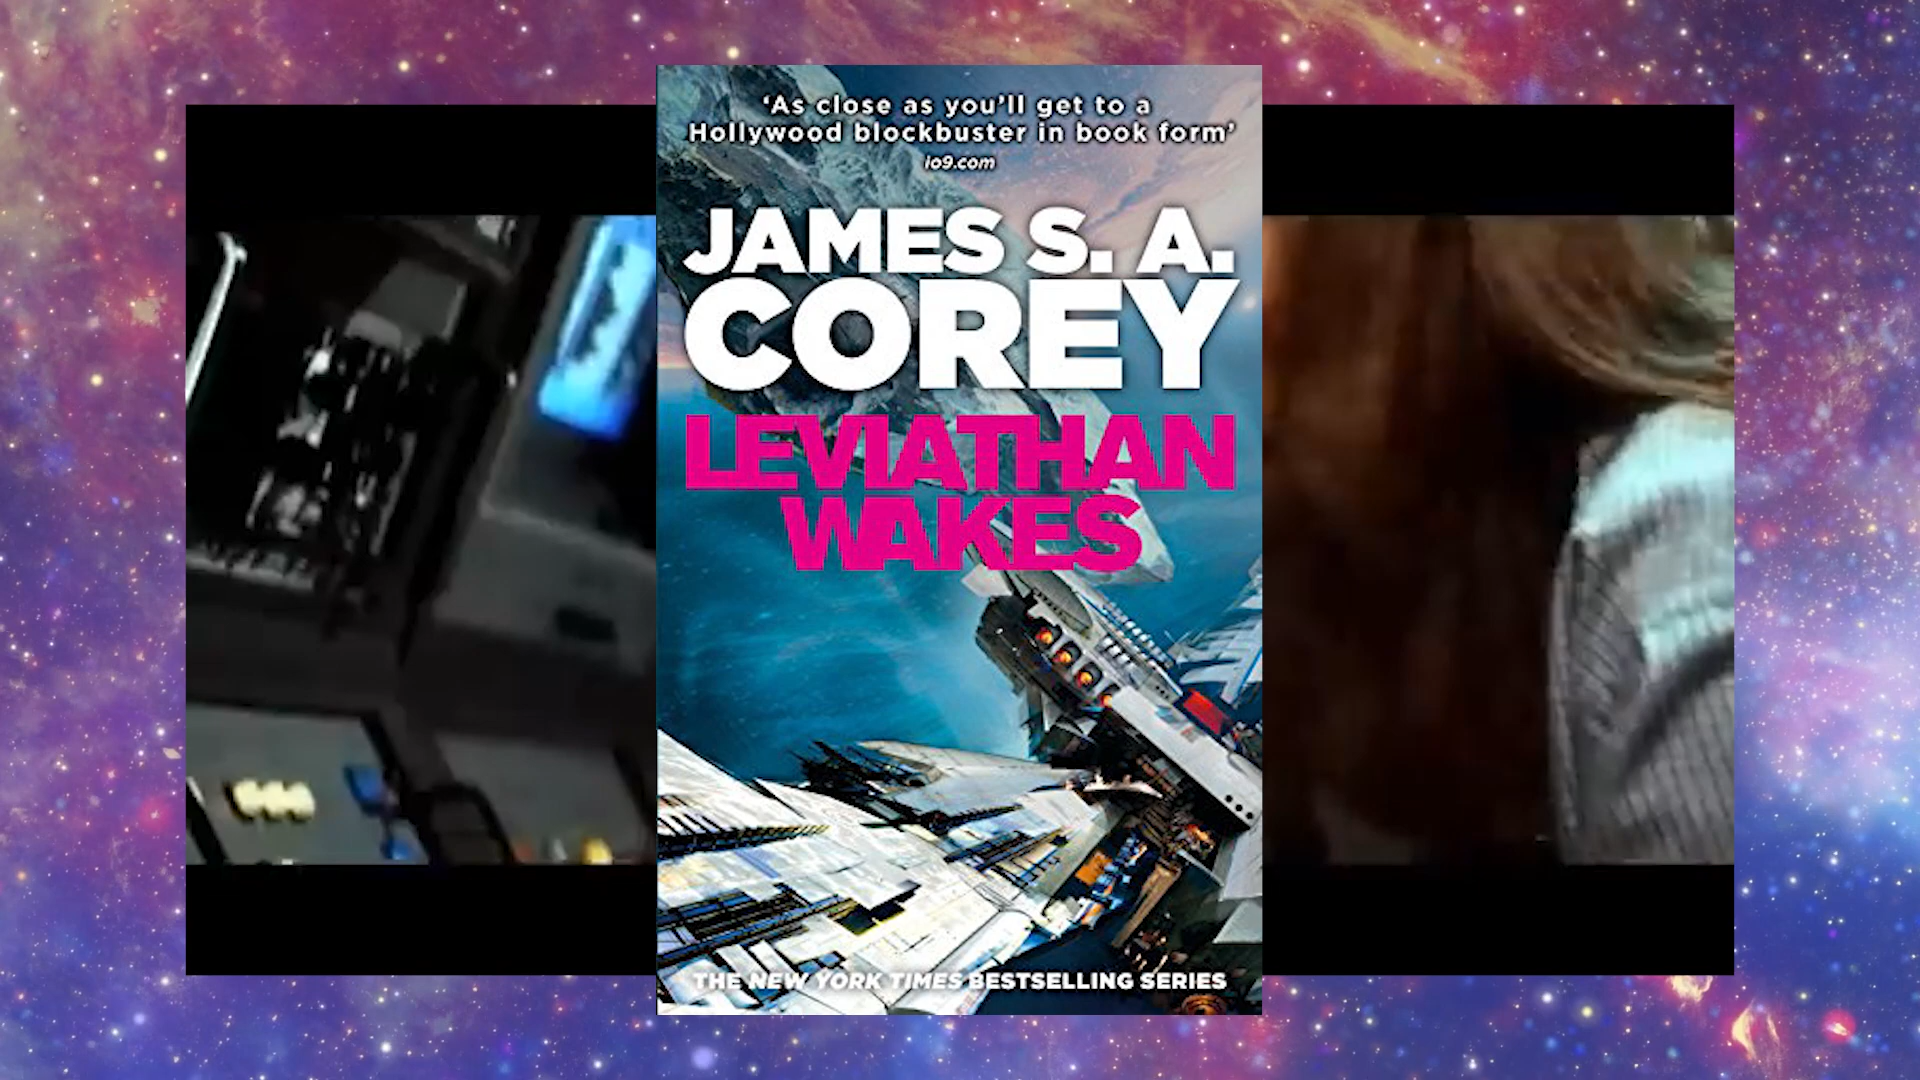 ‘As close as you’ll get to a
Hollywood blockbuster in book form’
io9.com
JAMES S. A.
COREY
LEVIATHAN
WAKES
THE NEW YORK TIMES BESTSELLING SERIES